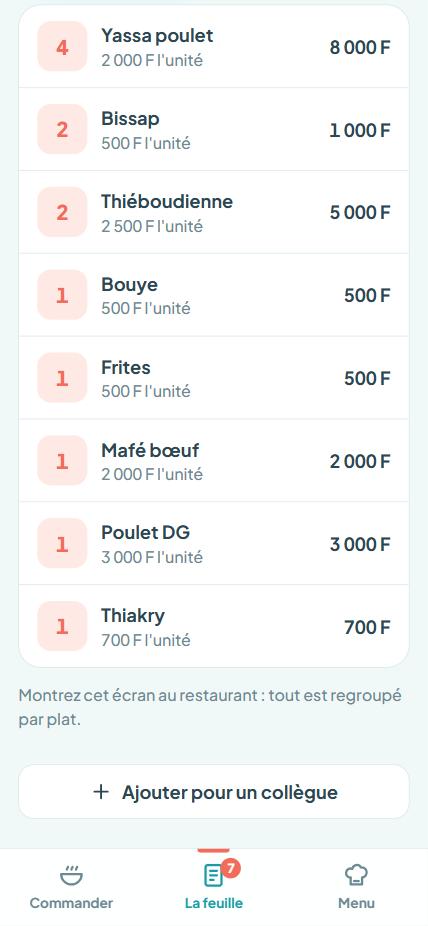 4
Yassa poulet
2 000 F l'unité
8 000 F
2
Bissap
500 F l'unité
1 000 F
2
Thiéboudienne
2 500 F l'unité
5 000 F
1
Bouye
500 F l'unité
500 F
1
Frites
500 F l'unité
500 F
1
Mafé bœuf
2 000 F l'unité
2 000 F
1
Poulet DG
3 000 F l'unité
3 000 F
1
Thiakry
700 F l'unité
700 F
Montrez cet écran au restaurant : tout est regroupé
par plat.
+ Ajouter pour un collègue
7
Commander
La feuille
Menu